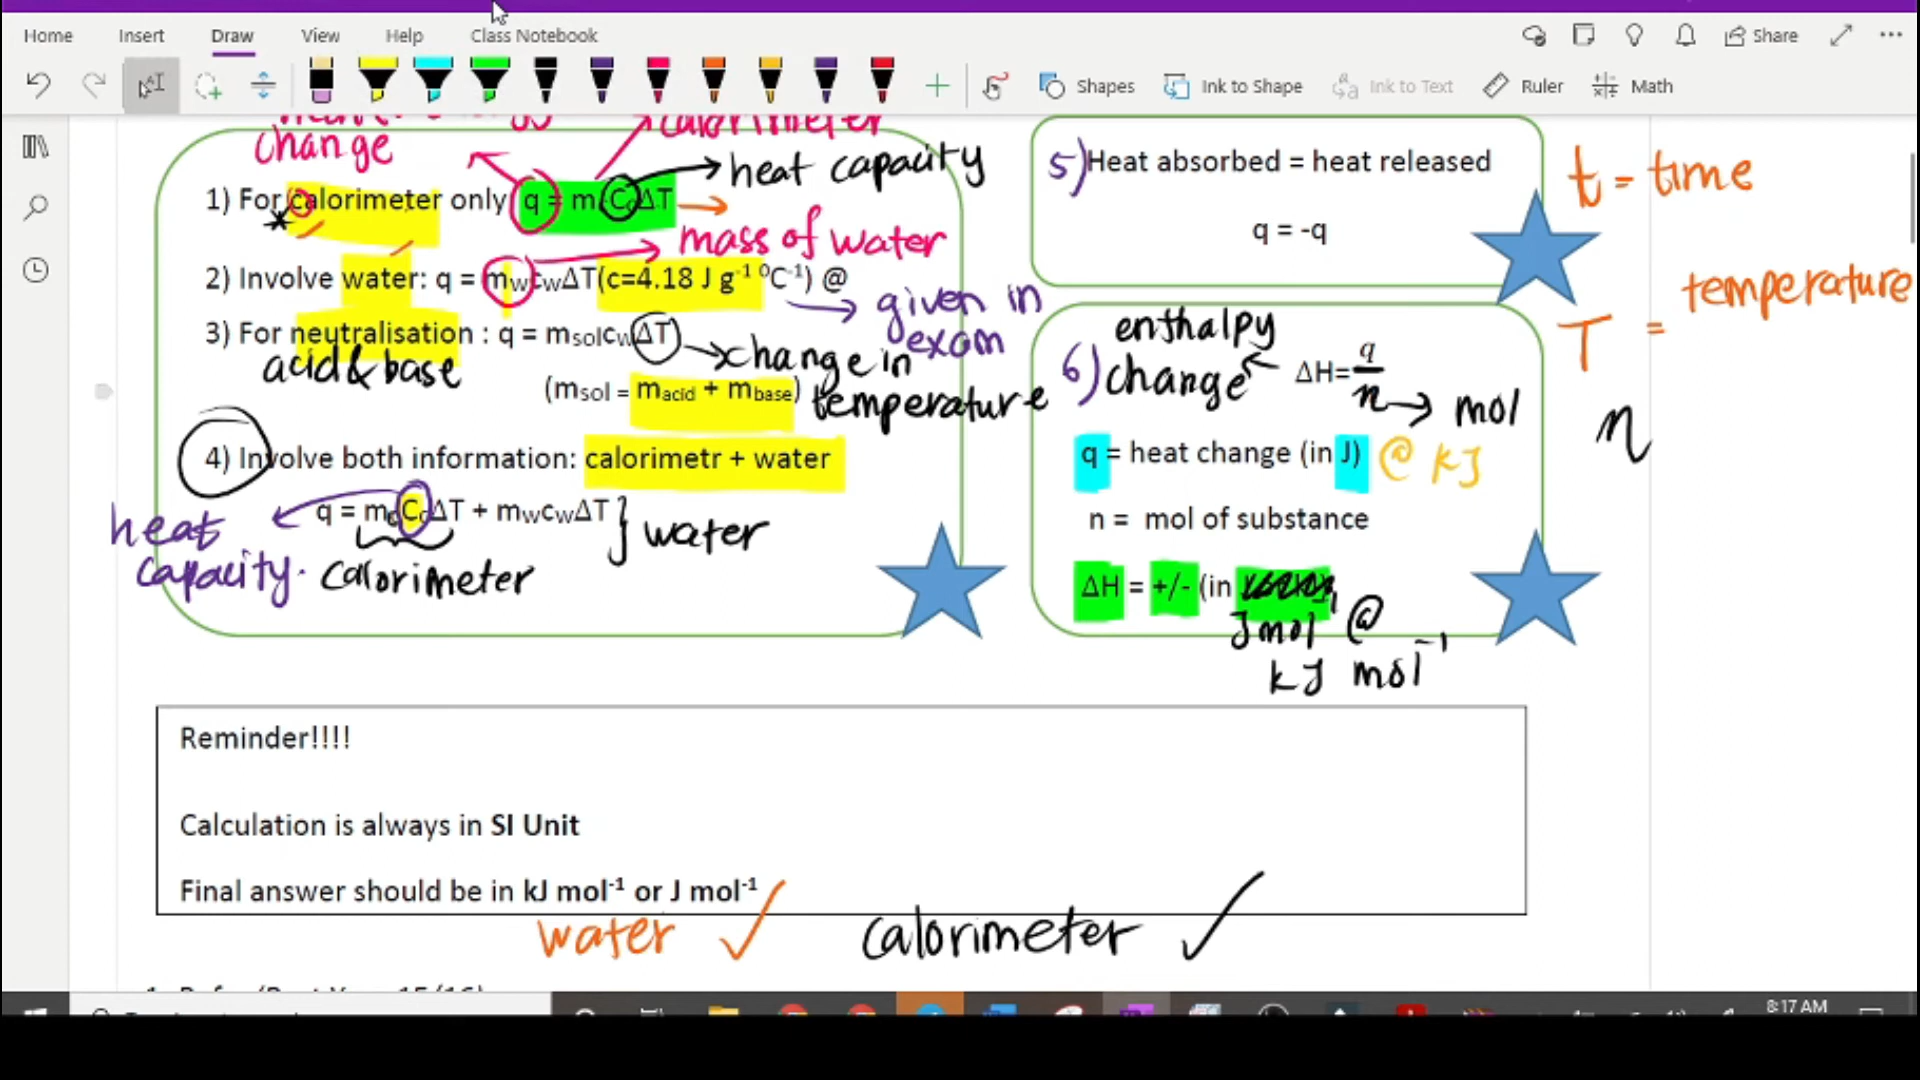 Home Insert Draw View Help Class Notebook Share
Shapes Ink to Shape Ink to Text Ruler Math
change
calorimeter
heat capacity
1) For calorimeter only q = m C ΔT
mass of water
2) Involve water: q = mwcwΔT(c=4.18 J g⁻¹ ⁰C⁻¹) @
given in exam
3) For neutralisation : q = msolcwΔT
acid & base
change in temperature
(msol = macid + mbase)
4) Involve both information: calorimetr + water
q = mcCcΔT + mwcwΔT } water
heat capacity.
calorimeter
5) Heat absorbed = heat released
q = -q
t = time
T = temperature
n
6) enthalpy change ΔH= q/n
mol
q = heat change (in J) @ kJ
n = mol of substance
ΔH = +/- (in
J mol⁻¹ @
kJ mol⁻¹
Reminder!!!!
Calculation is always in SI Unit
Final answer should be in kJ mol⁻¹ or J mol⁻¹
water ✓ calorimeter ✓
8:17 AM